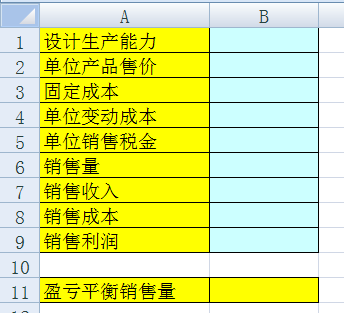 A B
1 设计生产能力
2 单位产品售价
3 固定成本
4 单位变动成本
5 单位销售税金
6 销售量
7 销售收入
8 销售成本
9 销售利润
10
11 盈亏平衡销售量